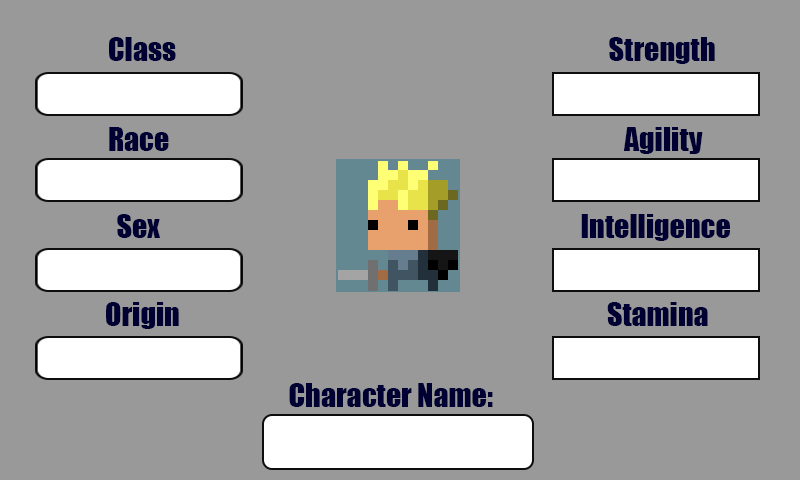 Class
Race
Sex
Origin
Strength
Agility
Intelligence
Stamina
Character Name: